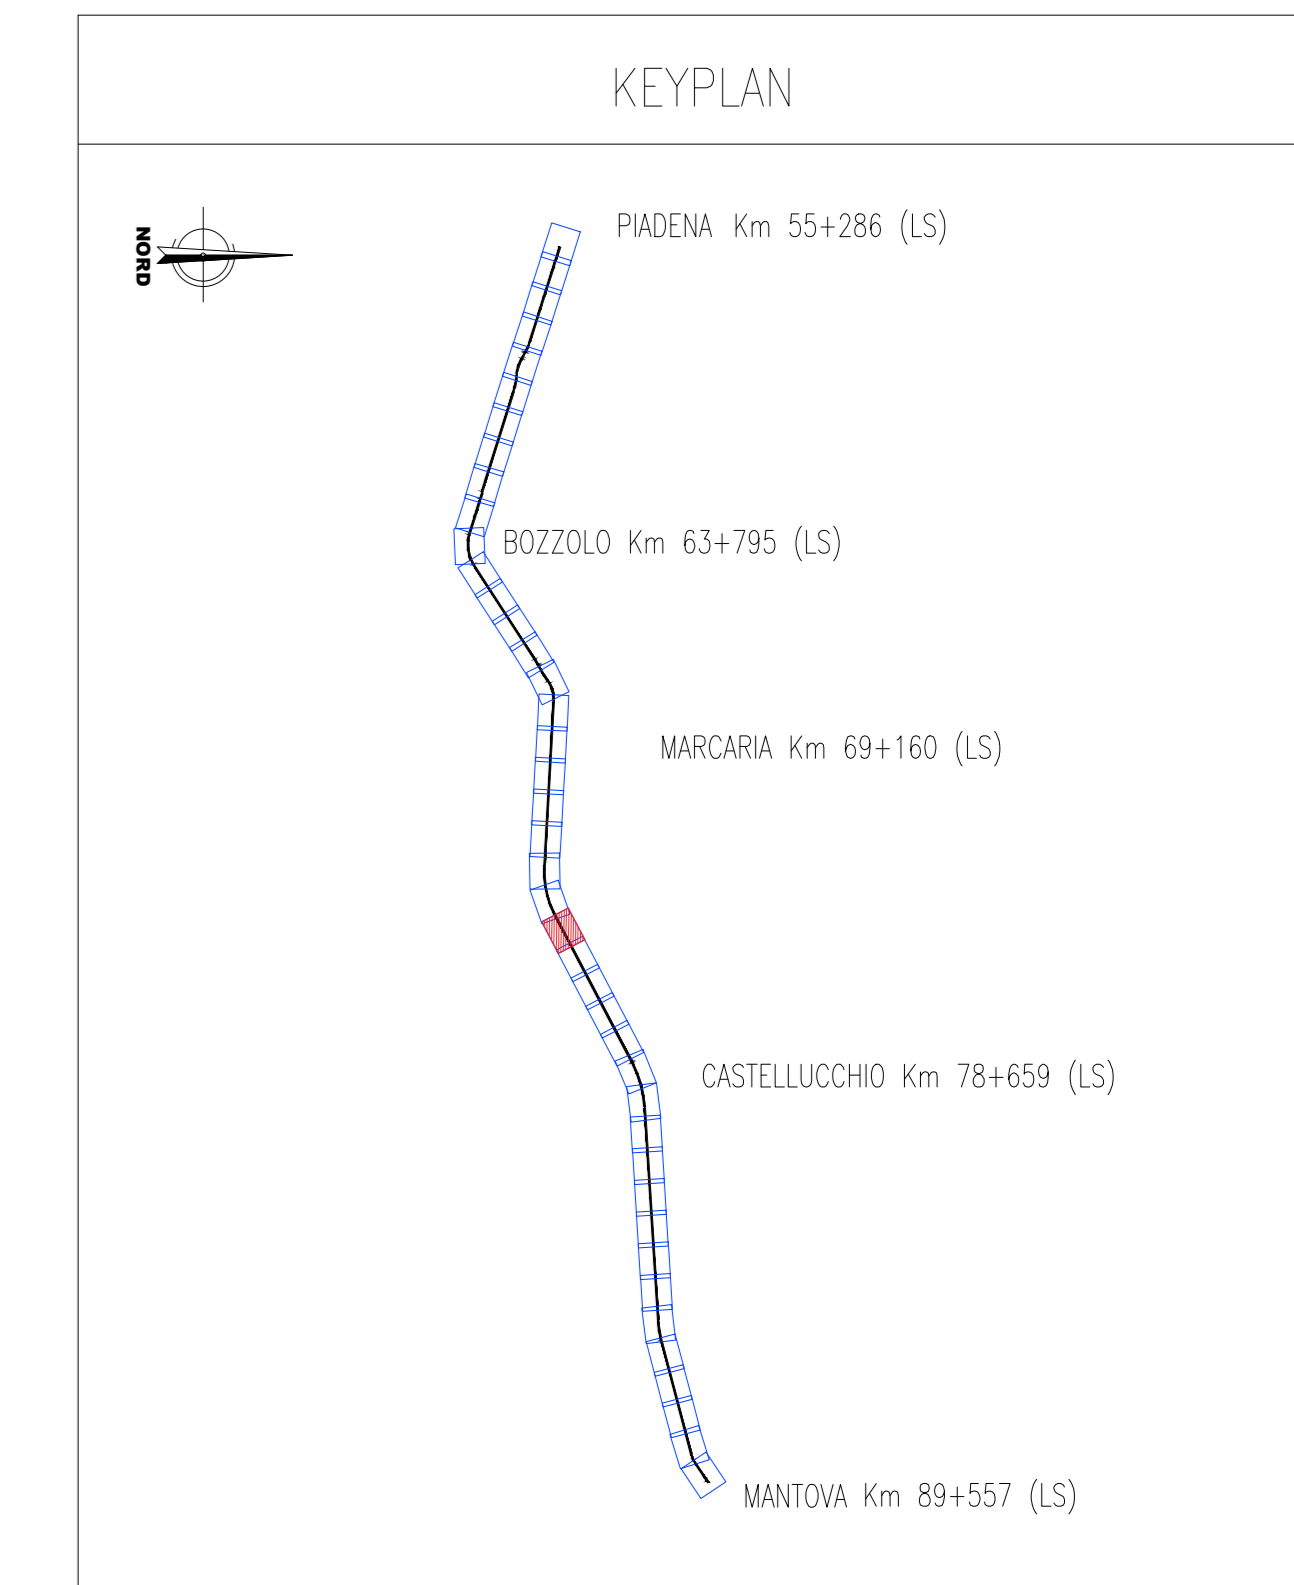 KEYPLAN
NORD
PIADENA Km 55+286 (LS)
BOZZOLO Km 63+795 (LS)
MARCARIA Km 69+160 (LS)
CASTELLUCCHIO Km 78+659 (LS)
MANTOVA Km 89+557 (LS)